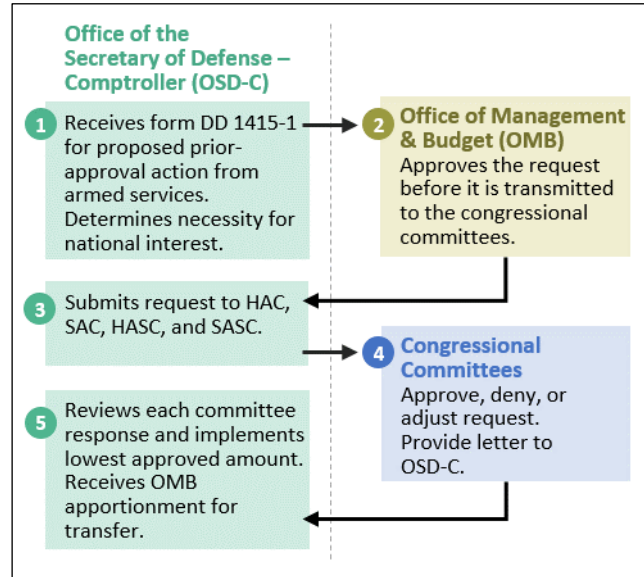 Office of the
Secretary of Defense –
Comptroller (OSD-C)
1
Receives form DD 1415-1
for proposed prior-
approval action from
armed services.
Determines necessity for
national interest.
2
Office of Management
& Budget (OMB)
Approves the request
before it is transmitted
to the congressional
committees.
3
Submits request to HAC,
SAC, HASC, and SASC.
4
Congressional
Committees
Approve, deny, or
adjust request.
Provide letter to
OSD-C.
5
Reviews each committee
response and implements
lowest approved amount.
Receives OMB
apportionment for
transfer.